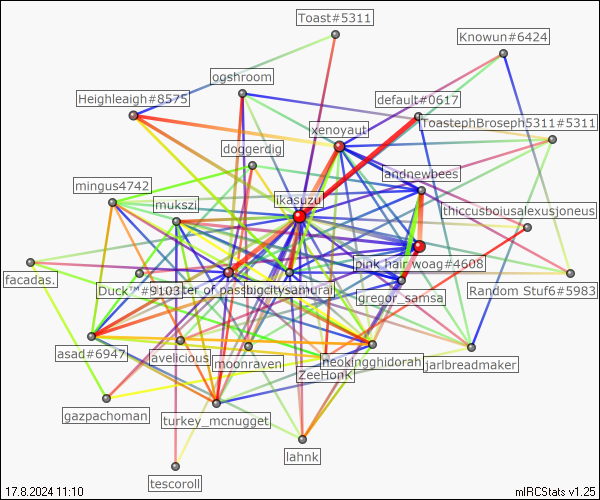 Toast#5311
Knowun#6424
ogshroom
Heighleaigh#8575
default#0617
ToastephBroseph5311#5311
xenoyaut
doggerdig
landnewbees
mingus4742
ikasuzu
mukszi
thiccusboiusalexusjoneus
pink hair woag#4608
facadas.
Duck™#9103
ter of pass
bigcitysamurai
Random Stuf6#5983
gregor_samsa
asad#6947
avelicious
moonraven
neokingghidorah
jarlbreadmaker
ZeeHonK
gazpachoman
turkey_mcnugget
lahnk
tescoroll
17.8.2024 11:10
mIRCStats v1.25